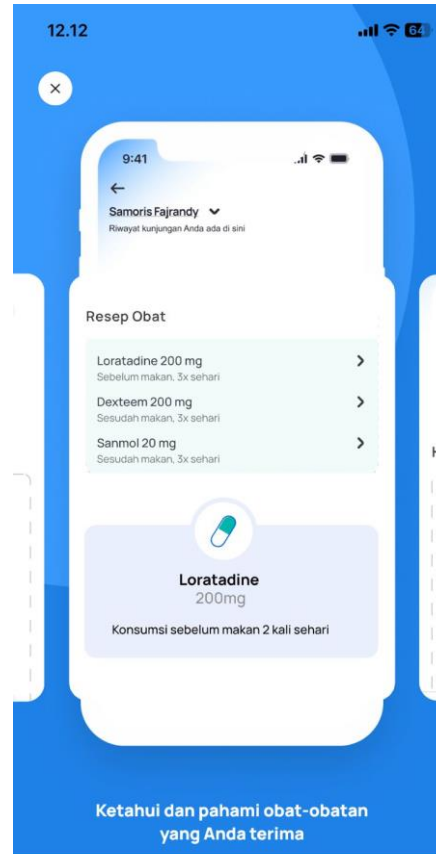 12.12
64
9:41
Samoris Fajrandy
Riwayat kunjungan Anda ada di sini
Resep Obat
Loratadine 200 mg
Sebelum makan, 3x sehari
Dexteem 200 mg
Sesudah makan, 3x sehari
Sanmol 20 mg
Sesudah makan, 3x sehari
Loratadine
200mg
Konsumsi sebelum makan 2 kali sehari
Ketahui dan pahami obat-obatan
yang Anda terima